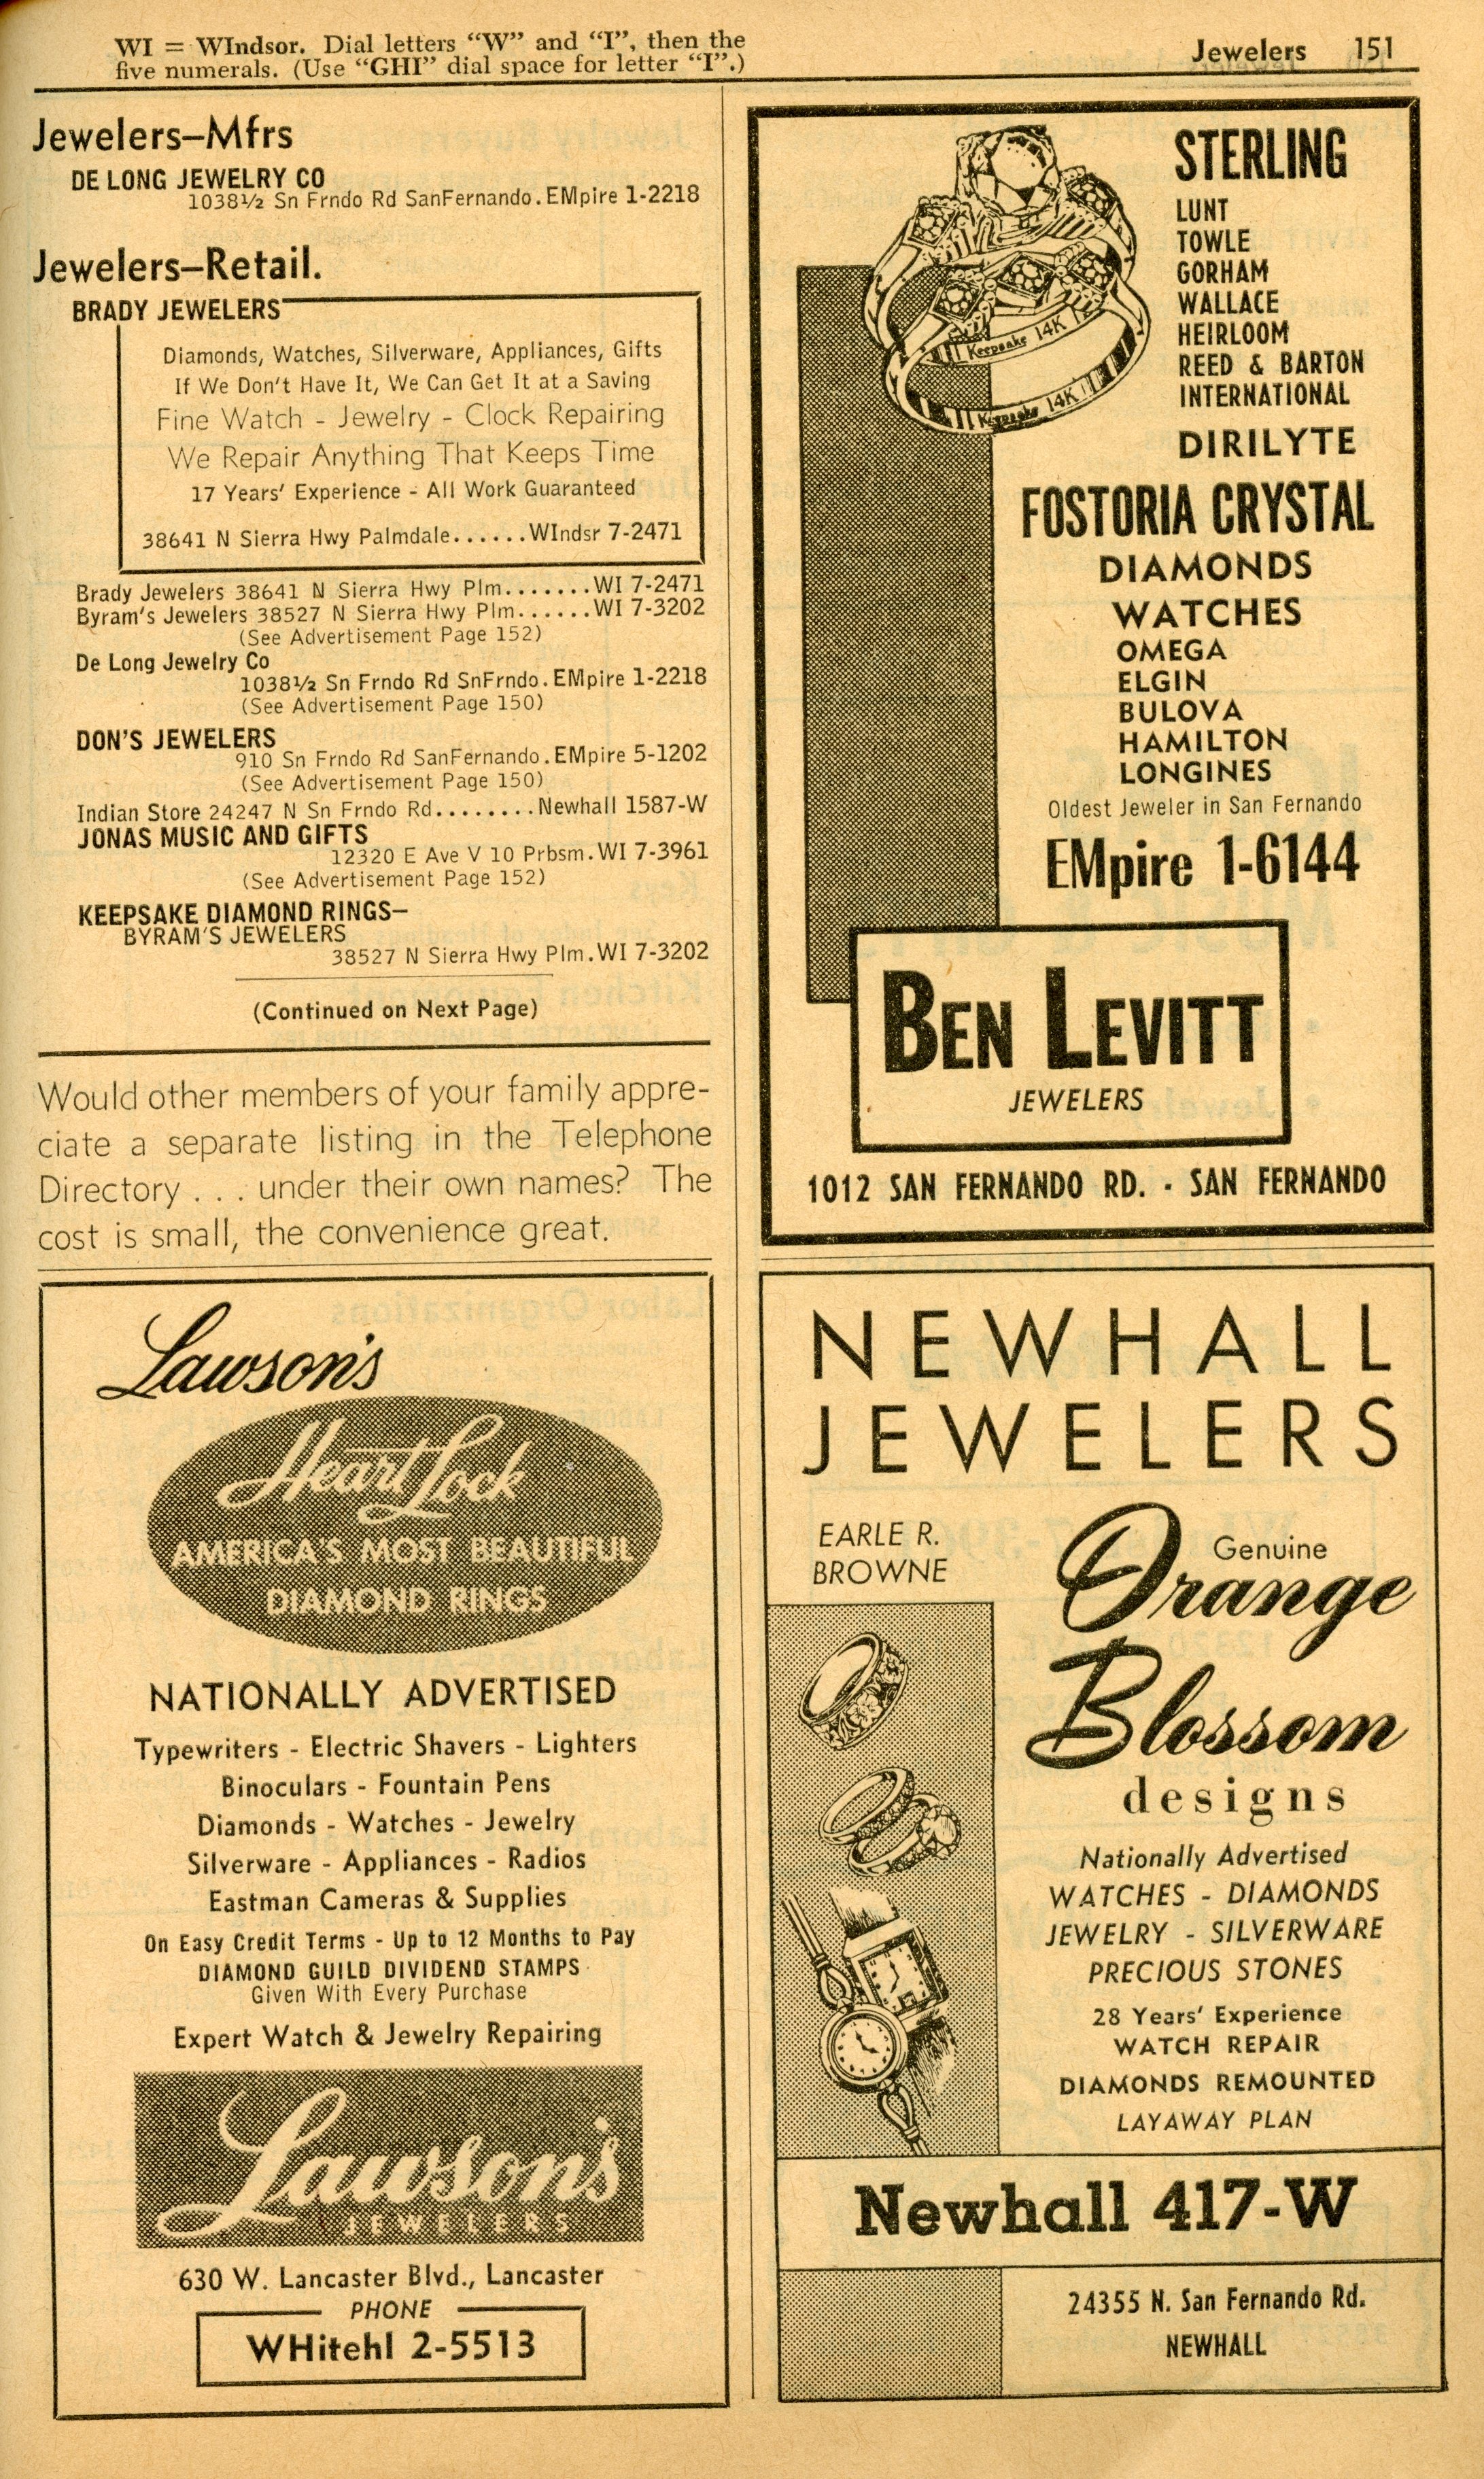 WI = WIndsor. Dial letters "W" and "I", then the
five numerals. (Use "GHI" dial space for letter "I".)
Jewelers 151
Jewelers–Mfrs
DE LONG JEWELRY CO
1038½ Sn Frndo Rd SanFernando.EMpire 1-2218
Jewelers–Retail.
BRADY JEWELERS
Diamonds, Watches, Silverware, Appliances, Gifts
If We Don't Have It, We Can Get It at a Saving
Fine Watch - Jewelry - Clock Repairing
We Repair Anything That Keeps Time
17 Years' Experience - All Work Guaranteed
38641 N Sierra Hwy Palmdale......WIndsr 7-2471
Brady Jewelers 38641 N Sierra Hwy Plm.......WI 7-2471
Byram's Jewelers 38527 N Sierra Hwy Plm......WI 7-3202
(See Advertisement Page 152)
De Long Jewelry Co
1038½ Sn Frndo Rd SnFrndo.EMpire 1-2218
(See Advertisement Page 150)
DON'S JEWELERS
910 Sn Frndo Rd SanFernando.EMpire 5-1202
(See Advertisement Page 150)
Indian Store 24247 N Sn Frndo Rd........Newhall 1587-W
JONAS MUSIC AND GIFTS
12320 E Ave V 10 Prbsm.WI 7-3961
(See Advertisement Page 152)
KEEPSAKE DIAMOND RINGS–
BYRAM'S JEWELERS
38527 N Sierra Hwy Plm.WI 7-3202
(Continued on Next Page)
Would other members of your family appre-
ciate a separate listing in the Telephone
Directory . . . under their own names? The
cost is small, the convenience great.
Lawson's
Heart Lock
AMERICA'S MOST BEAUTIFUL
DIAMOND RINGS
NATIONALLY ADVERTISED
Typewriters - Electric Shavers - Lighters
Binoculars - Fountain Pens
Diamonds - Watches - Jewelry
Silverware - Appliances - Radios
Eastman Cameras & Supplies
On Easy Credit Terms - Up to 12 Months to Pay
DIAMOND GUILD DIVIDEND STAMPS
Given With Every Purchase
Expert Watch & Jewelry Repairing
Lawson's
JEWELERS
630 W. Lancaster Blvd., Lancaster
PHONE
WHitehl 2-5513
Keepsake 14K
Keepsake 14K
STERLING
LUNT
TOWLE
GORHAM
WALLACE
HEIRLOOM
REED & BARTON
INTERNATIONAL
DIRILYTE
FOSTORIA CRYSTAL
DIAMONDS
WATCHES
OMEGA
ELGIN
BULOVA
HAMILTON
LONGINES
Oldest Jeweler in San Fernando
EMpire 1-6144
BEN LEVITT
JEWELERS
1012 SAN FERNANDO RD. · SAN FERNANDO
NEWHALL
JEWELERS
EARLE R.
BROWNE
Genuine
Orange
Blossom
designs
Nationally Advertised
WATCHES - DIAMONDS
JEWELRY - SILVERWARE
PRECIOUS STONES
28 Years' Experience
WATCH REPAIR
DIAMONDS REMOUNTED
LAYAWAY PLAN
Newhall 417-W
24355 N. San Fernando Rd.
NEWHALL